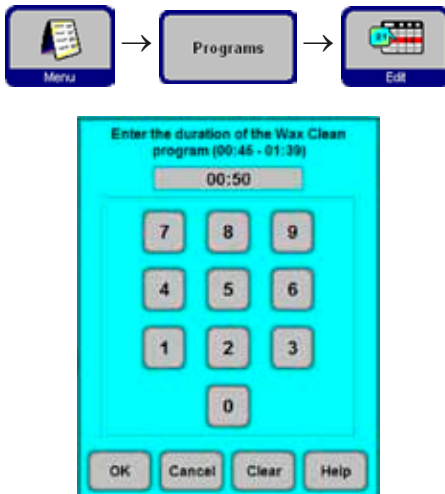 Menu → Programs → Edit
Enter the duration of the Wax Clean
program (00:45 - 01:39)
00:50
7 8 9
4 5 6
1 2 3
0
OK Cancel Clear Help